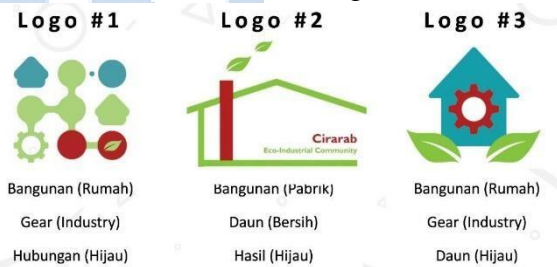 Logo #1
Logo #2
Logo #3
Cirarab
Eco-Industrial Community
Bangunan (Rumah)
Gear (Industry)
Hubungan (Hijau)
Bangunan (Pabrik)
Daun (Bersih)
Hasil (Hijau)
Bangunan (Rumah)
Gear (Industry)
Daun (Hijau)